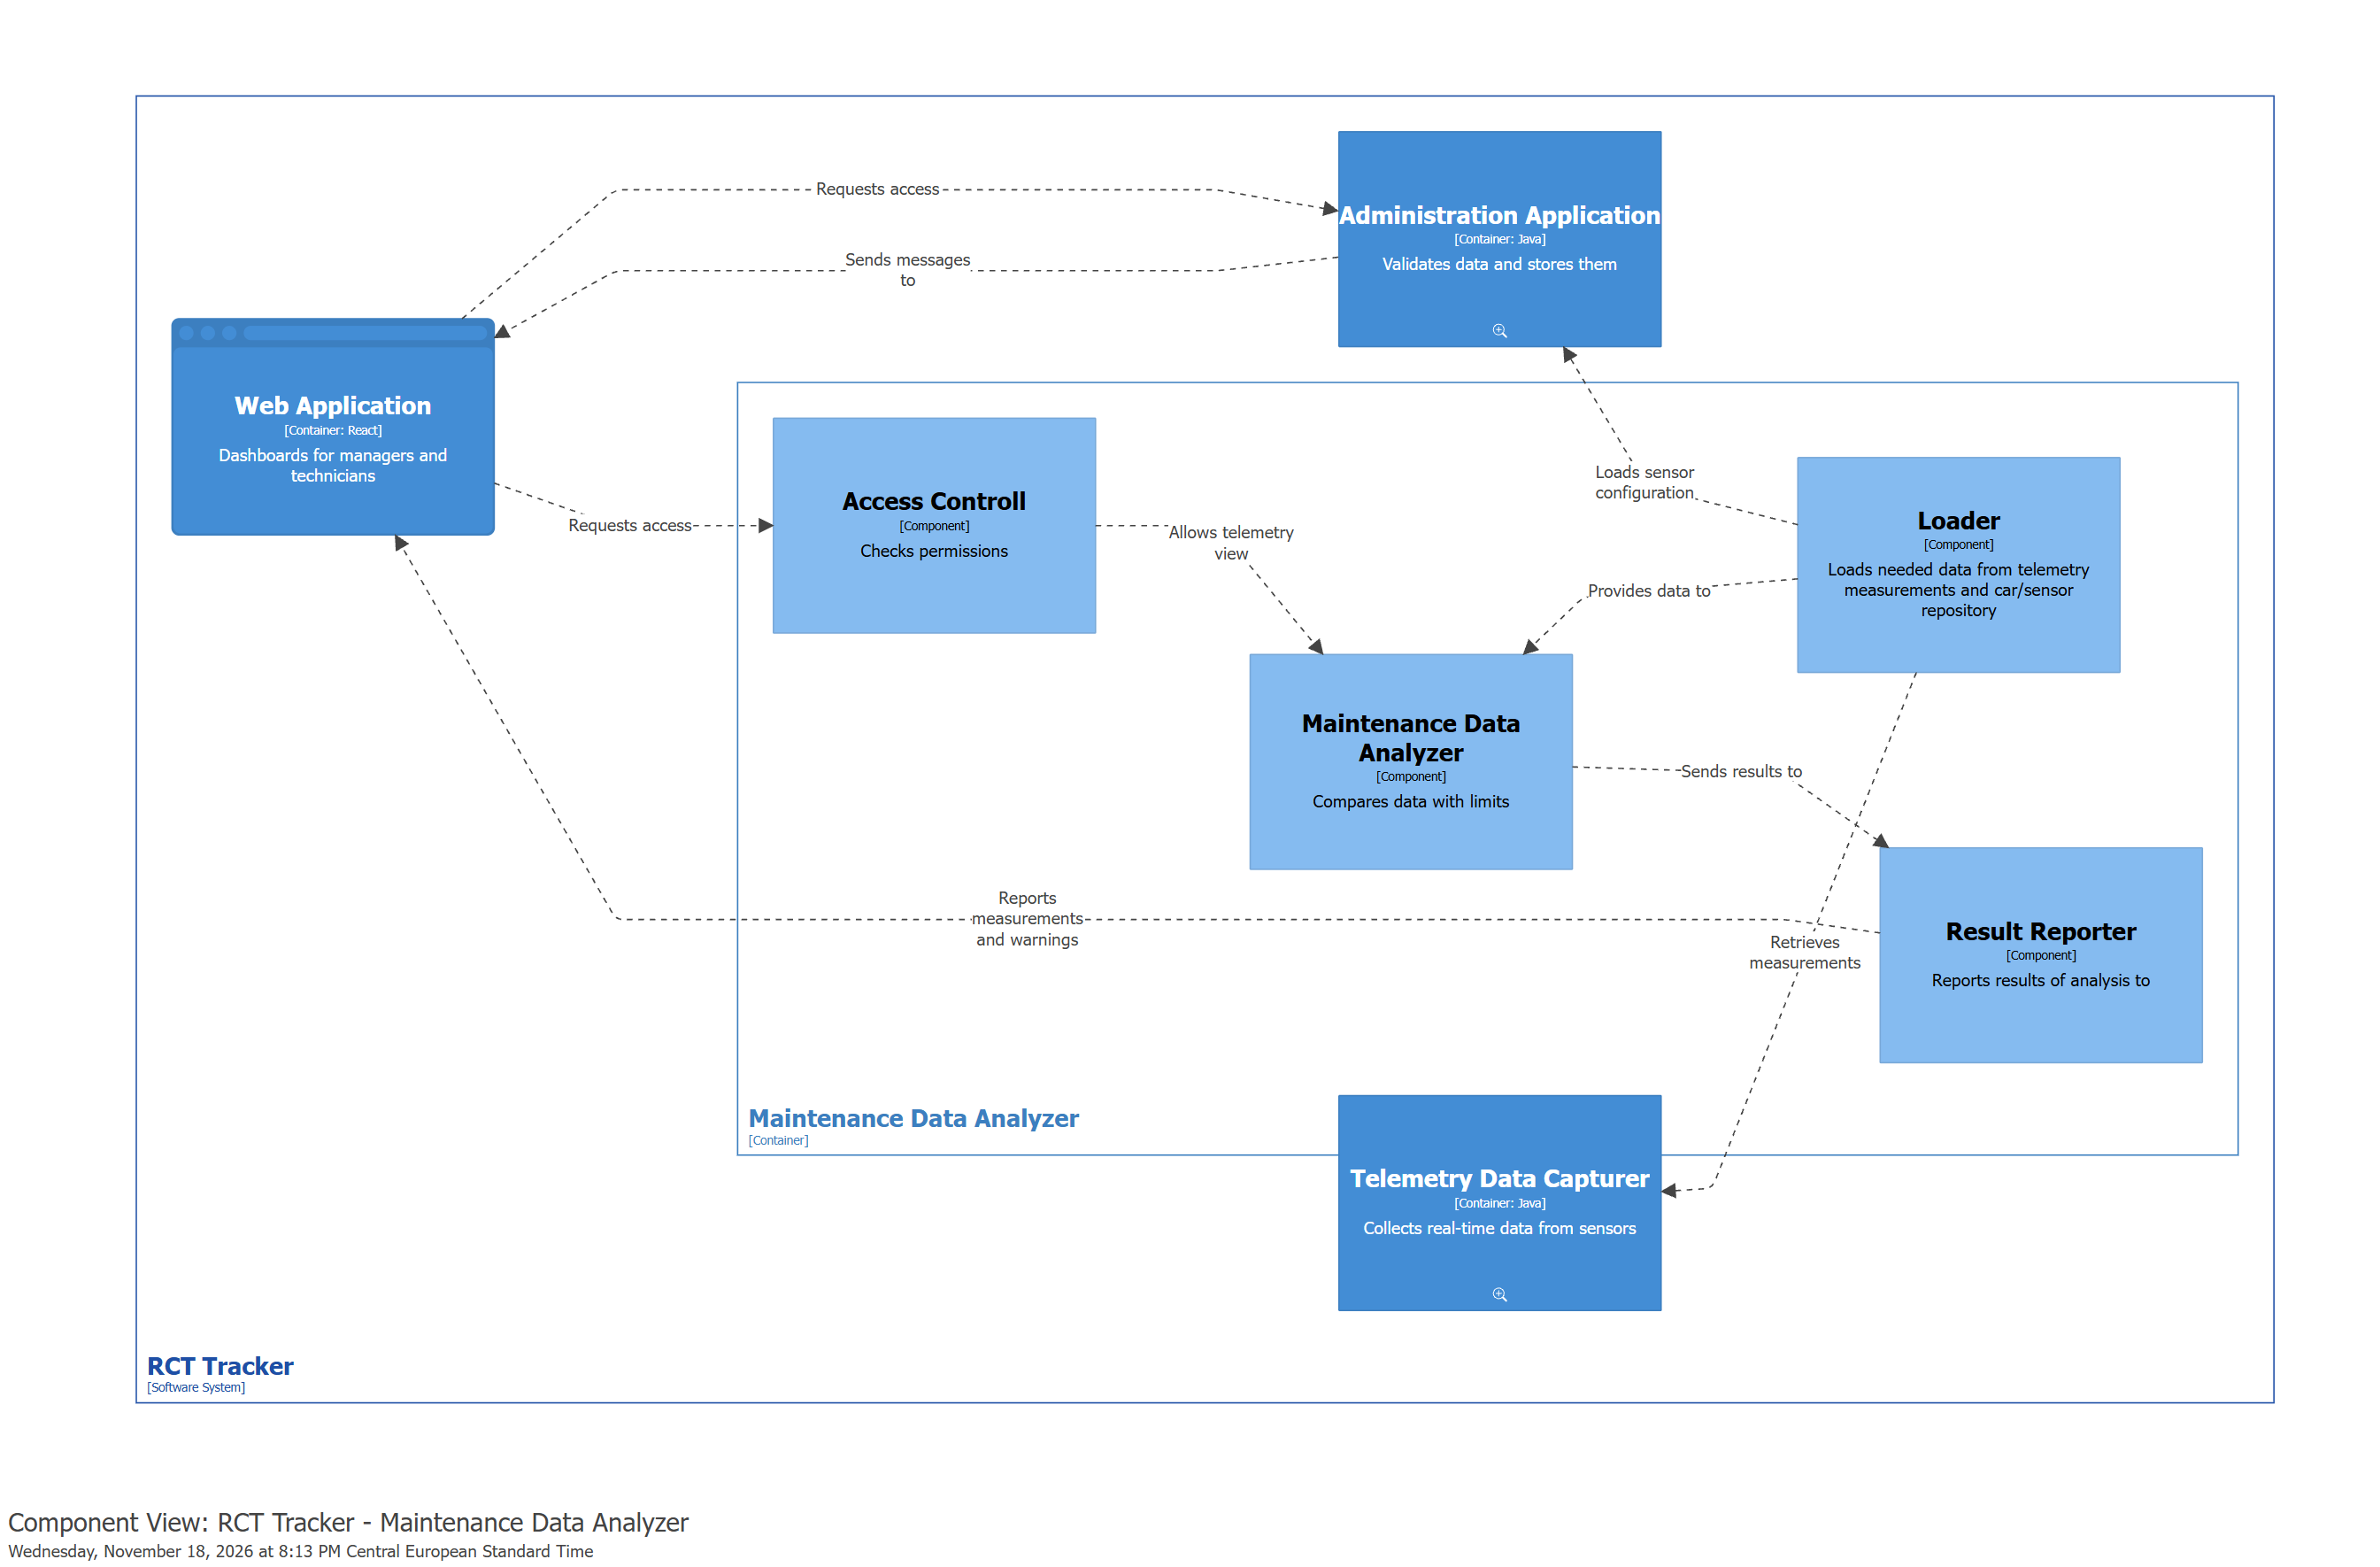 Requests access
Sends messages
to
Administration Application
[Container: Java]
Validates data and stores them
Web Application
[Container: React]
Dashboards for managers and
technicians
Requests access
Access Controll
[Component]
Checks permissions
Allows telemetry
view
Loads sensor
configuration
Loader
[Component]
Loads needed data from telemetry
measurements and car/sensor
repository
Provides data to
Maintenance Data
Analyzer
[Component]
Compares data with limits
Sends results to
Reports
measurements
and warnings
Retrieves
measurements
Result Reporter
[Component]
Reports results of analysis to
Maintenance Data Analyzer
[Container]
Telemetry Data Capturer
[Container: Java]
Collects real-time data from sensors
RCT Tracker
[Software System]
Component View: RCT Tracker - Maintenance Data Analyzer
Wednesday, November 18, 2026 at 8:13 PM Central European Standard Time